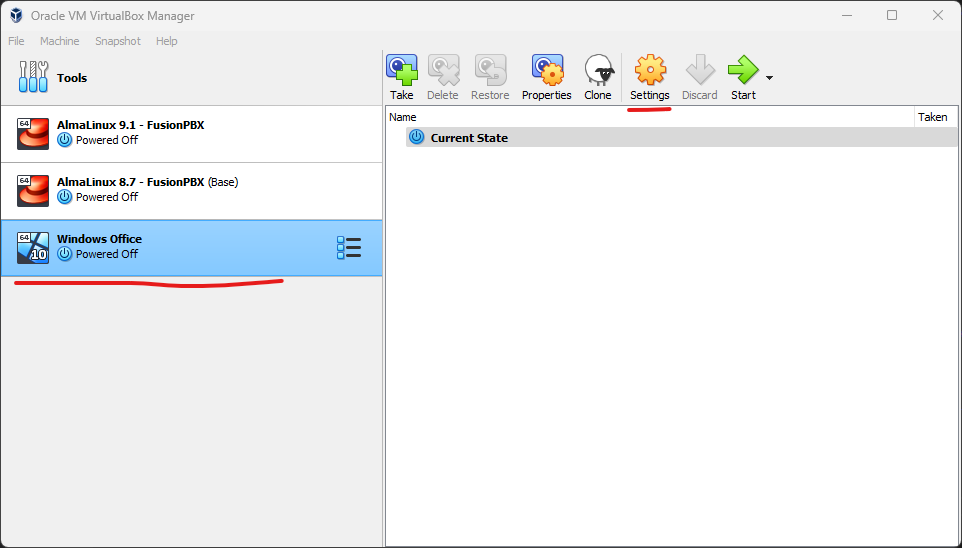 Oracle VM VirtualBox Manager
File Machine Snapshot Help
Tools
Take Delete Restore Properties Clone Settings Discard Start
Name Taken
Current State
64
AlmaLinux 9.1 - FusionPBX
Powered Off
64
AlmaLinux 8.7 - FusionPBX (Base)
Powered Off
64
10
Windows Office
Powered Off